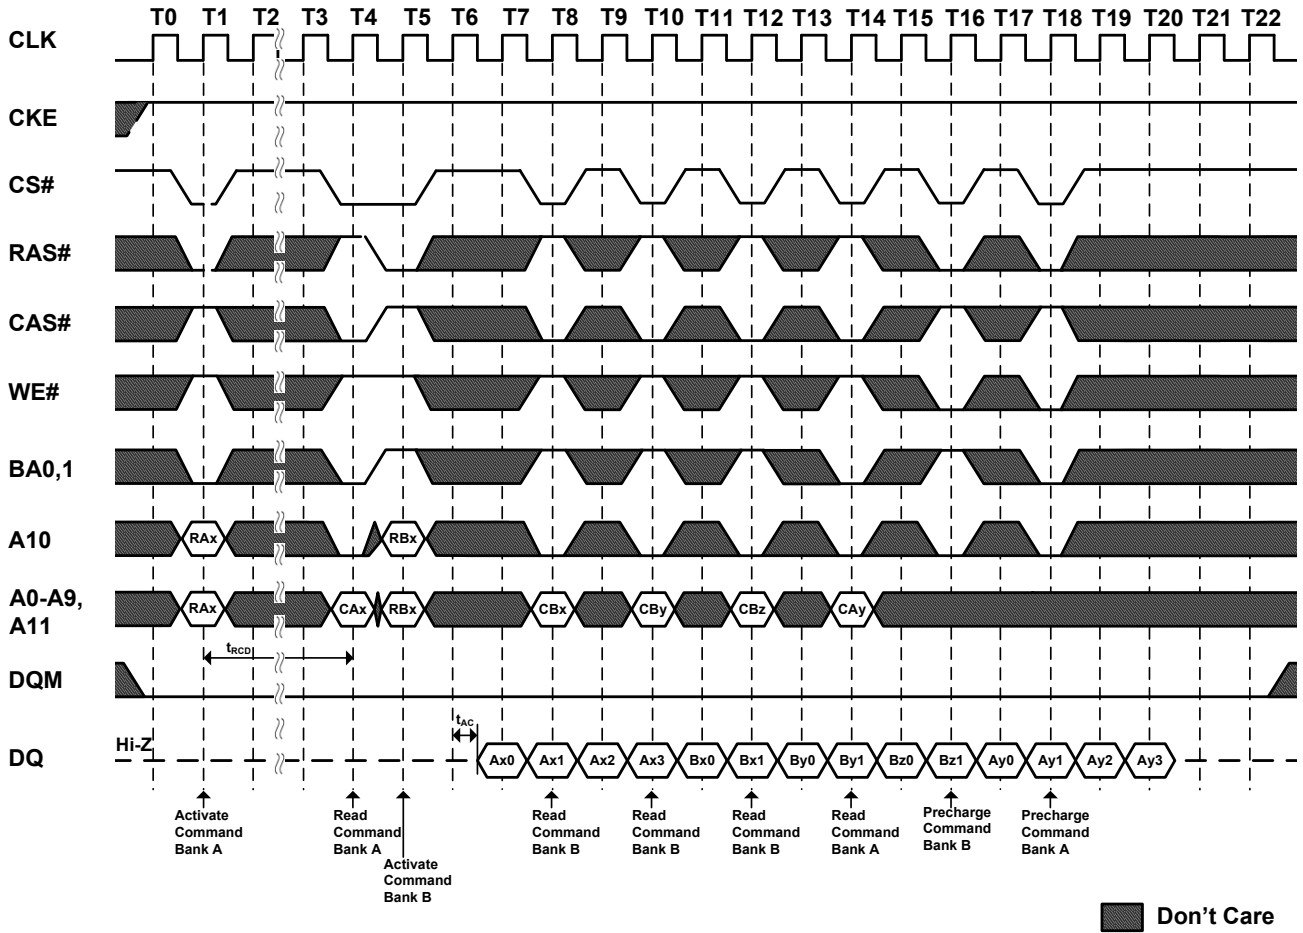 T0 T1 T2 T3 T4 T5 T6 T7 T8 T9 T10 T11 T12 T13 T14 T15 T16 T17 T18 T19 T20 T21 T22
CLK
CKE
CS#
RAS#
CAS#
WE#
BA0,1
A10
RAx RBx
A0-A9,
A11
RAx CAx RBx CBx CBy CBz CAy
tRCD
DQM
tAC
Hi-Z
DQ
Ax0 Ax1 Ax2 Ax3 Bx0 Bx1 By0 By1 Bz0 Bz1 Ay0 Ay1 Ay2 Ay3
Activate
Command
Bank A
Read
Command
Bank A
Activate
Command
Bank B
Read
Command
Bank B
Read
Command
Bank B
Read
Command
Bank B
Read
Command
Bank A
Precharge
Command
Bank B
Precharge
Command
Bank A
Don't Care